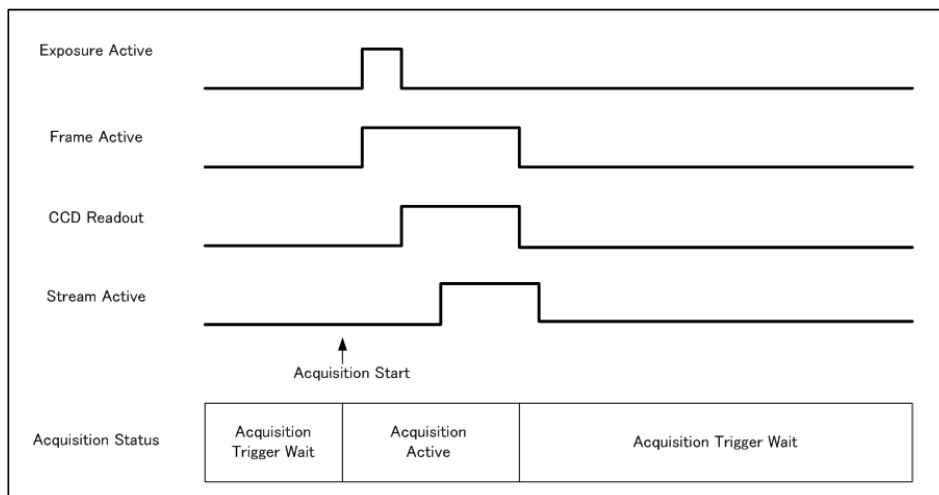 Exposure Active
Frame Active
CCD Readout
Stream Active
Acquisition Start
Acquisition Status
Acquisition
Trigger Wait
Acquisition
Active
Acquisition Trigger Wait